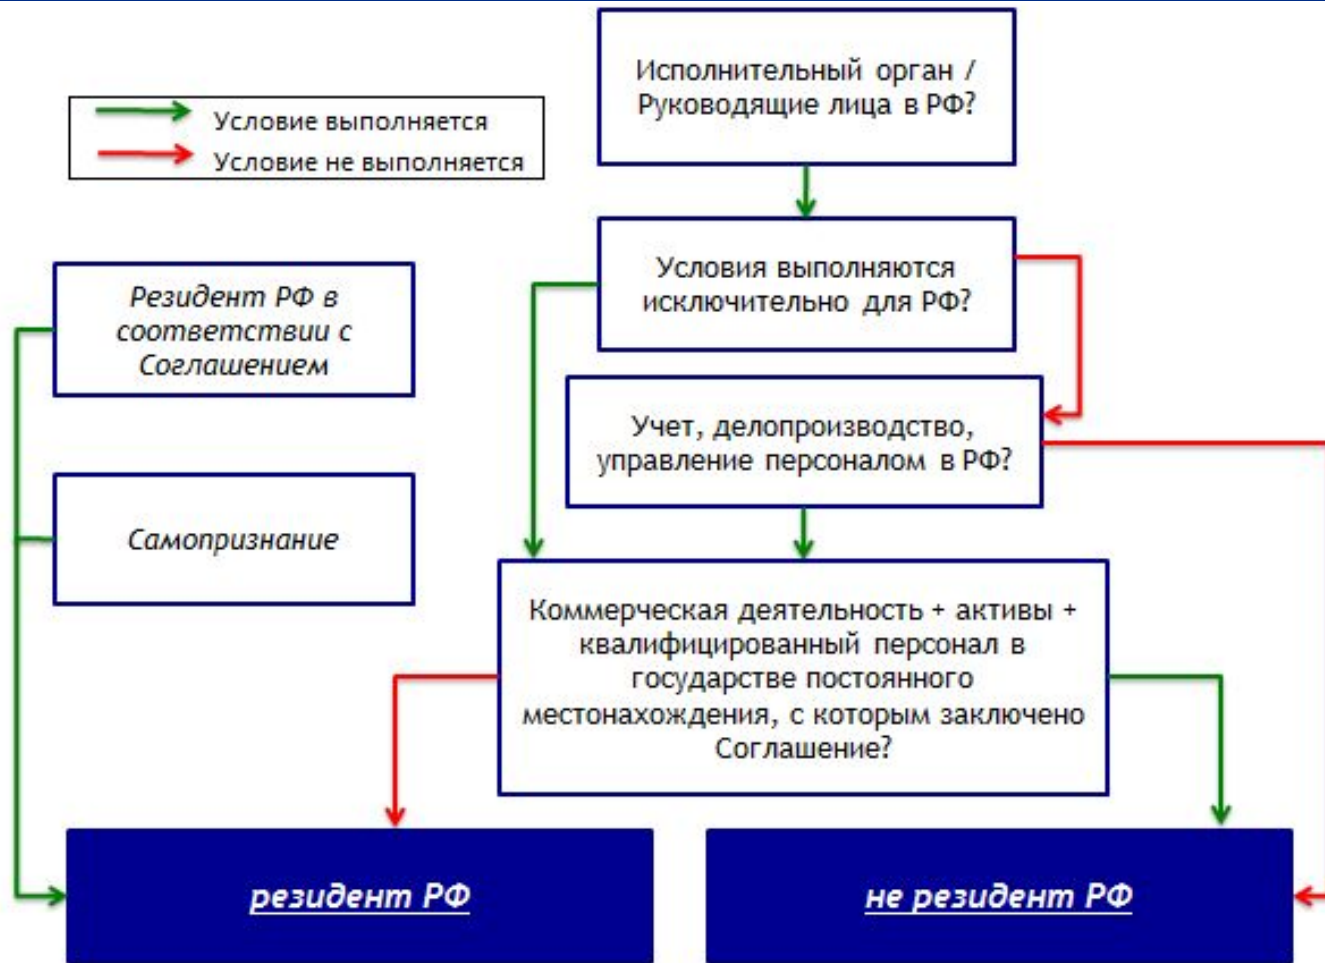 Исполнительный орган /
Руководящие лица в РФ?
Условие выполняется
Условие не выполняется
Условия выполняются
исключительно для РФ?
Резидент РФ в
соответствии с
Соглашением
Учет, делопроизводство,
управление персоналом в РФ?
Самопризнание
Коммерческая деятельность + активы +
квалифицированный персонал в
государстве постоянного
местонахождения, с которым заключено
Соглашение?
резидент РФ
не резидент РФ